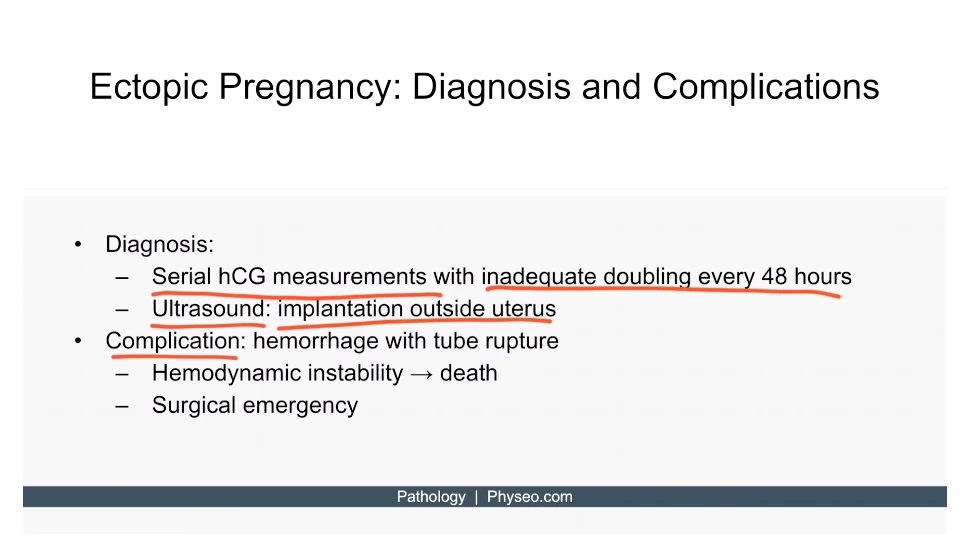 Ectopic Pregnancy: Diagnosis and Complications
• Diagnosis:
– Serial hCG measurements with inadequate doubling every 48 hours
– Ultrasound: implantation outside uterus
• Complication: hemorrhage with tube rupture
– Hemodynamic instability → death
– Surgical emergency
Pathology | Physeo.com